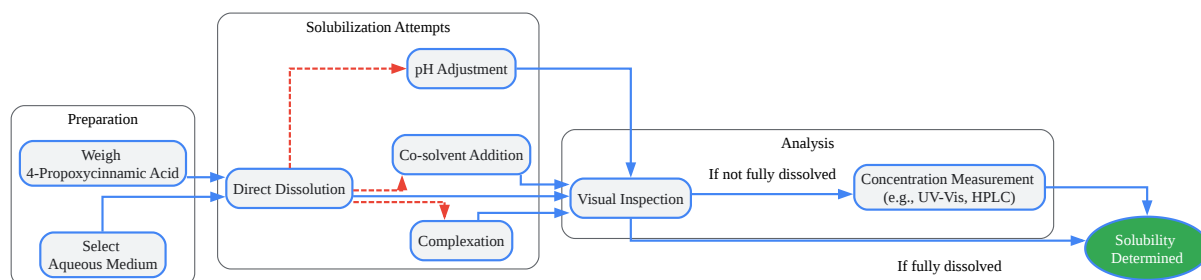 Preparation
Weigh
4-Propoxycinnamic Acid
Select
Aqueous Medium
Solubilization Attempts
Direct Dissolution
pH Adjustment
Co-solvent Addition
Complexation
Analysis
Visual Inspection
If not fully dissolved
Concentration Measurement
(e.g., UV-Vis, HPLC)
If fully dissolved
Solubility
Determined